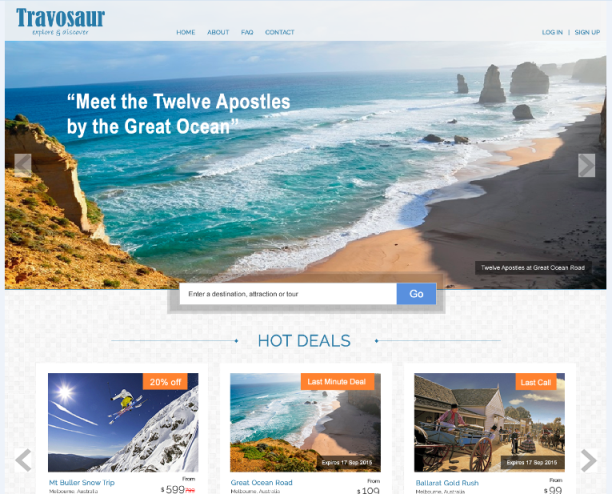 Travosaur
explore & discover
HOME ABOUT FAQ CONTACT
LOG IN | SIGN UP
“Meet the Twelve Apostles
by the Great Ocean”
Twelve Apostles at Great Ocean Road
Enter a destination, attraction or tour
Go
HOT DEALS
20% off
Mt Buller Snow Trip
From
Melbourne, Australia
$599
Last Minute Deal
Expires 17 Sep 2015
Great Ocean Road
From
Melbourne, Australia
$109
Last Call
Expires 17 Sep 2015
Ballarat Gold Rush
From
Melbourne, Australia
$99